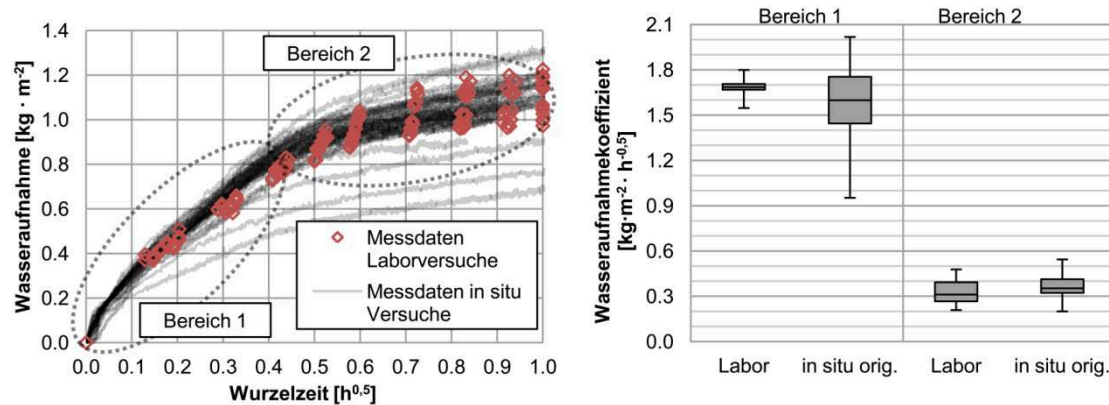 Wasseraufnahme [kg · m⁻²]
1.4
1.2
1.0
0.8
0.6
0.4
0.2
0.0
Bereich 2
Bereich 1
Messdaten
Laborversuche
Messdaten in situ
Versuche
0.0 0.1 0.2 0.3 0.4 0.5 0.6 0.7 0.8 0.9 1.0
Wurzelzeit [h⁰,⁵]
Wasseraufnahmekoeffizient
[kg·m⁻² · h⁻⁰,⁵]
Bereich 1 Bereich 2
2.1
1.8
1.5
1.2
0.9
0.6
0.3
0.0
Labor in situ orig. Labor in situ orig.